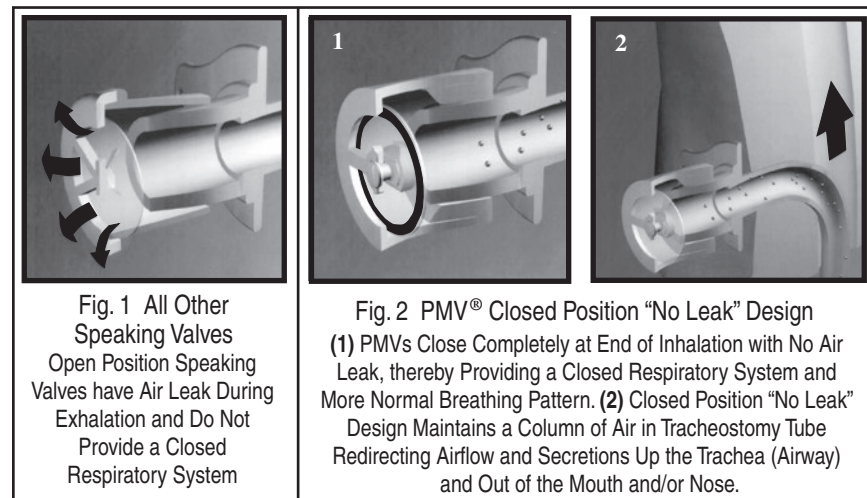 Fig. 1 All Other
Speaking Valves
Open Position Speaking
Valves have Air Leak During
Exhalation and Do Not
Provide a Closed
Respiratory System
1
2
Fig. 2 PMV® Closed Position “No Leak” Design
(1) PMVs Close Completely at End of Inhalation with No Air
Leak, thereby Providing a Closed Respiratory System and
More Normal Breathing Pattern. (2) Closed Position “No Leak”
Design Maintains a Column of Air in Tracheostomy Tube
Redirecting Airflow and Secretions Up the Trachea (Airway)
and Out of the Mouth and/or Nose.